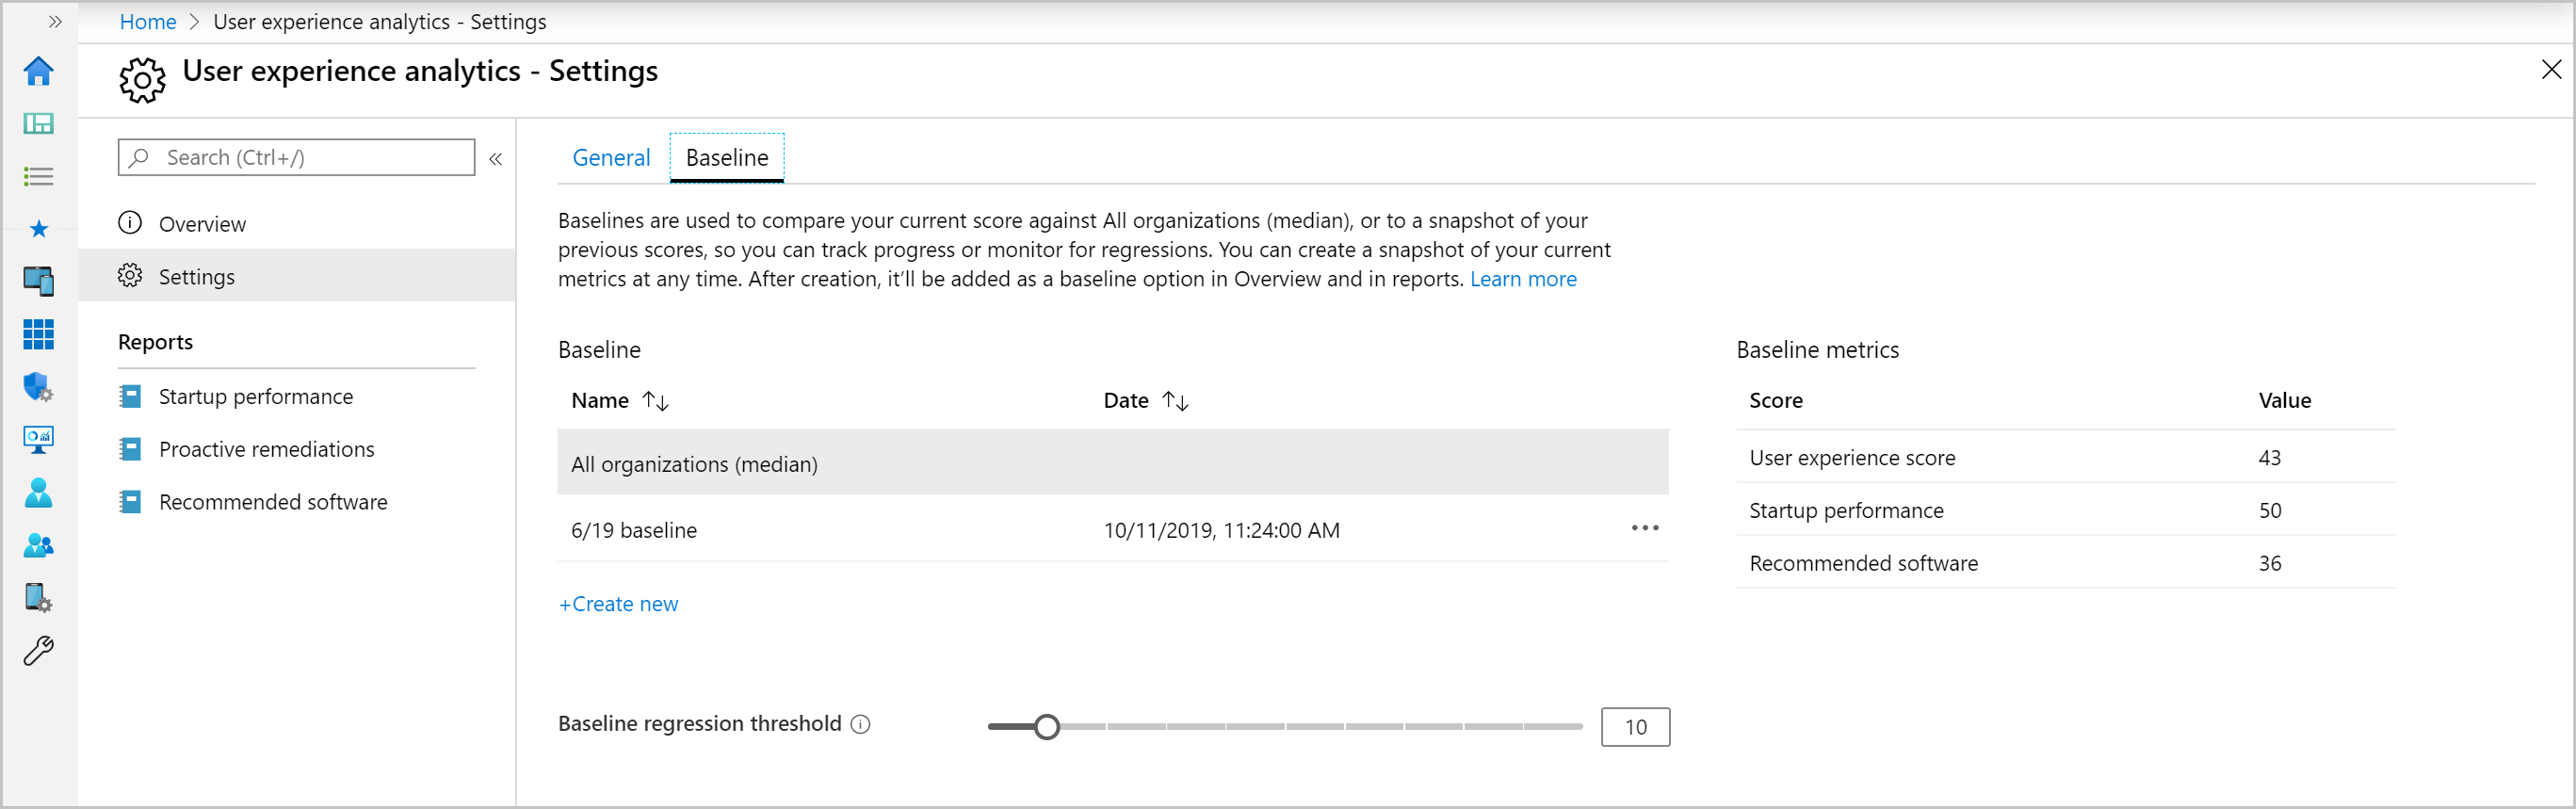 Home > User experience analytics - Settings
User experience analytics - Settings
Search (Ctrl+/)
Overview
Settings
Reports
Startup performance
Proactive remediations
Recommended software
General Baseline
Baselines are used to compare your current score against All organizations (median), or to a snapshot of your
previous scores, so you can track progress or monitor for regressions. You can create a snapshot of your current
metrics at any time. After creation, it’ll be added as a baseline option in Overview and in reports. Learn more
Baseline
Name Date
All organizations (median)
6/19 baseline 10/11/2019, 11:24:00 AM
+Create new
Baseline regression threshold 10
Baseline metrics
Score Value
User experience score 43
Startup performance 50
Recommended software 36